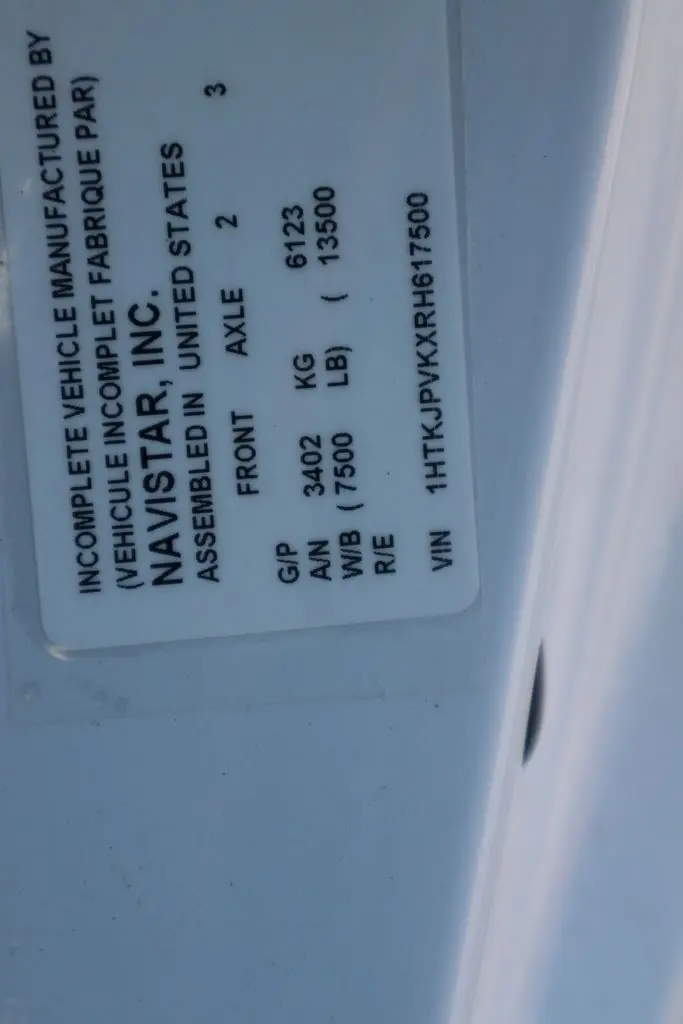 INCOMPLETE VEHICLE MANUFACTURED BY
(VEHICULE INCOMPLET FABRIQUE PAR)
NAVISTAR, INC.
ASSEMBLED IN UNITED STATES
FRONT AXLE 2 3
G/P
A/N 3402 KG 6123
W/B ( 7500 LB) ( 13500
R/E
VIN 1HTKJPVKXRH617500